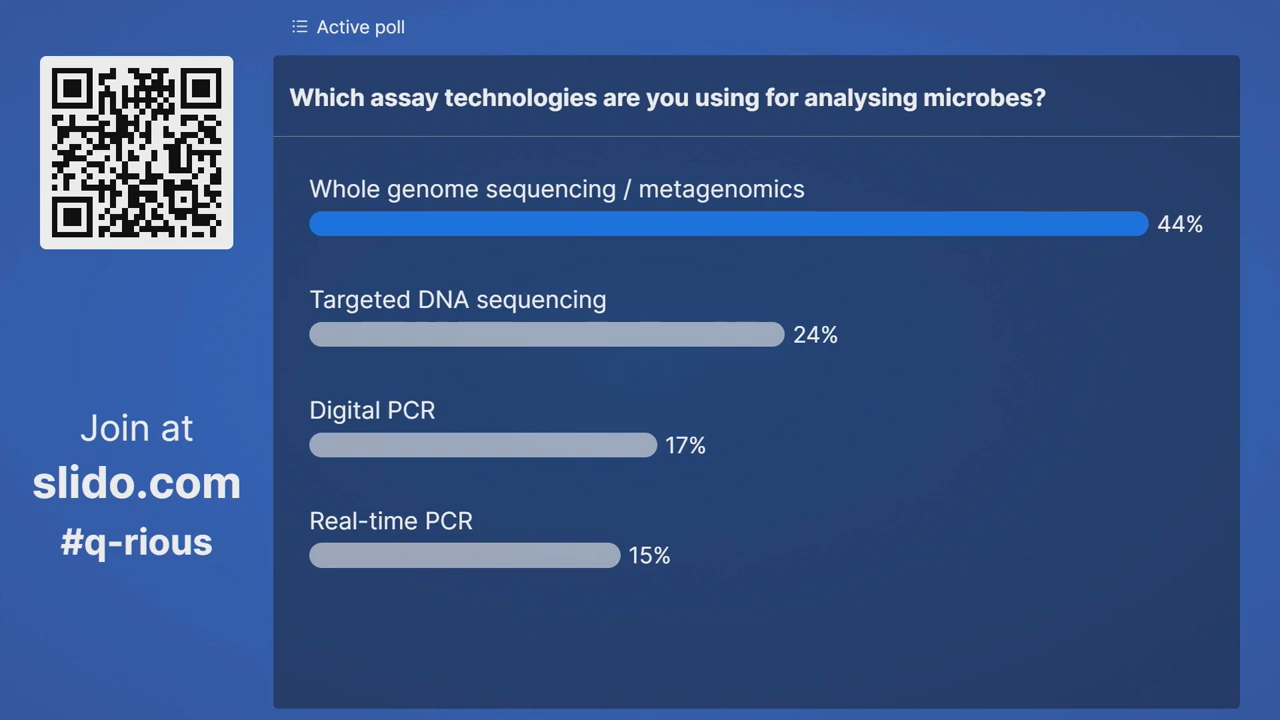 Active poll
Which assay technologies are you using for analysing microbes?
Whole genome sequencing / metagenomics
44%
Targeted DNA sequencing
24%
Digital PCR
17%
Real-time PCR
15%
Join at
slido.com
#q-rious